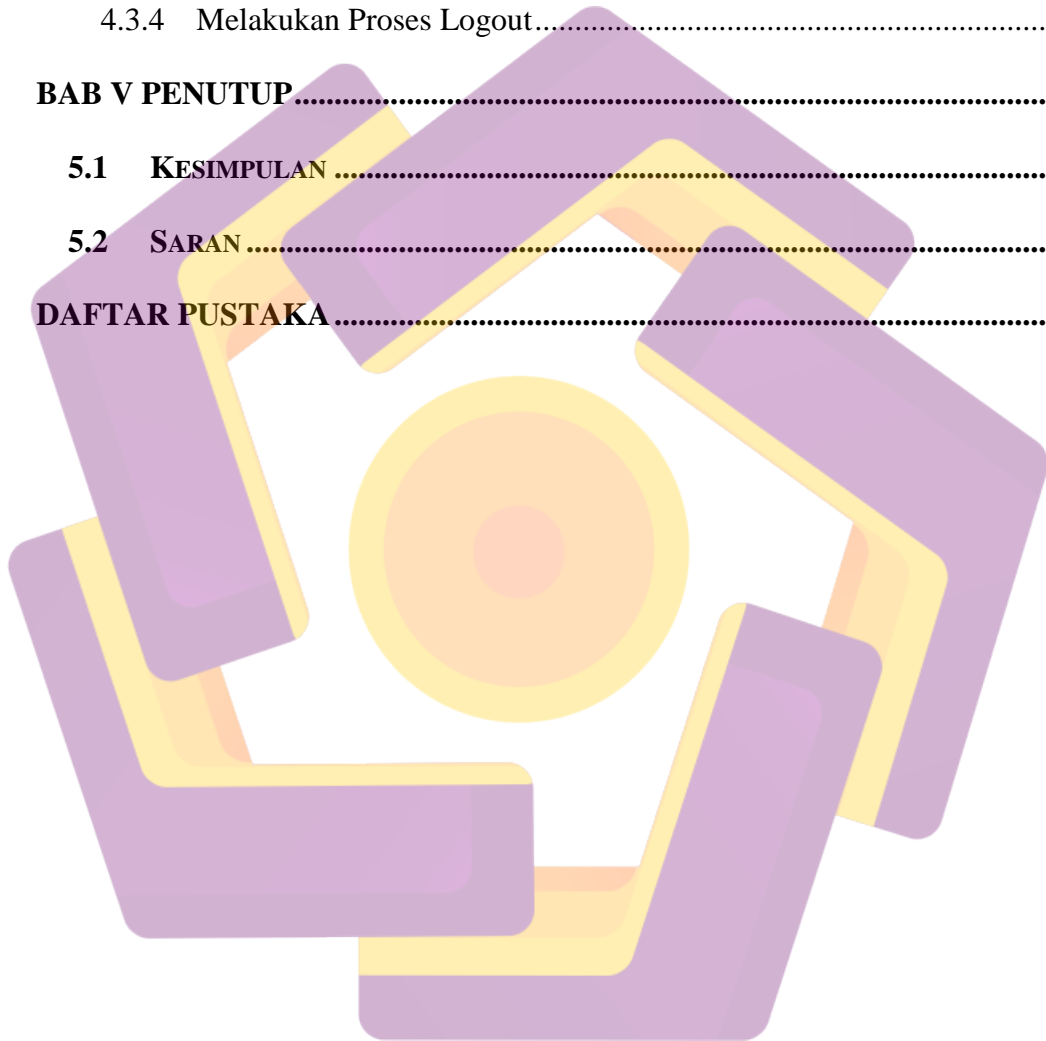 4.3.4 Melakukan Proses Logout..........................................................................
BAB V PENUTUP..............................................................................................
5.1 KESIMPULAN ..........................................................................................
5.2 SARAN ....................................................................................................
DAFTAR PUSTAKA..........................................................................................